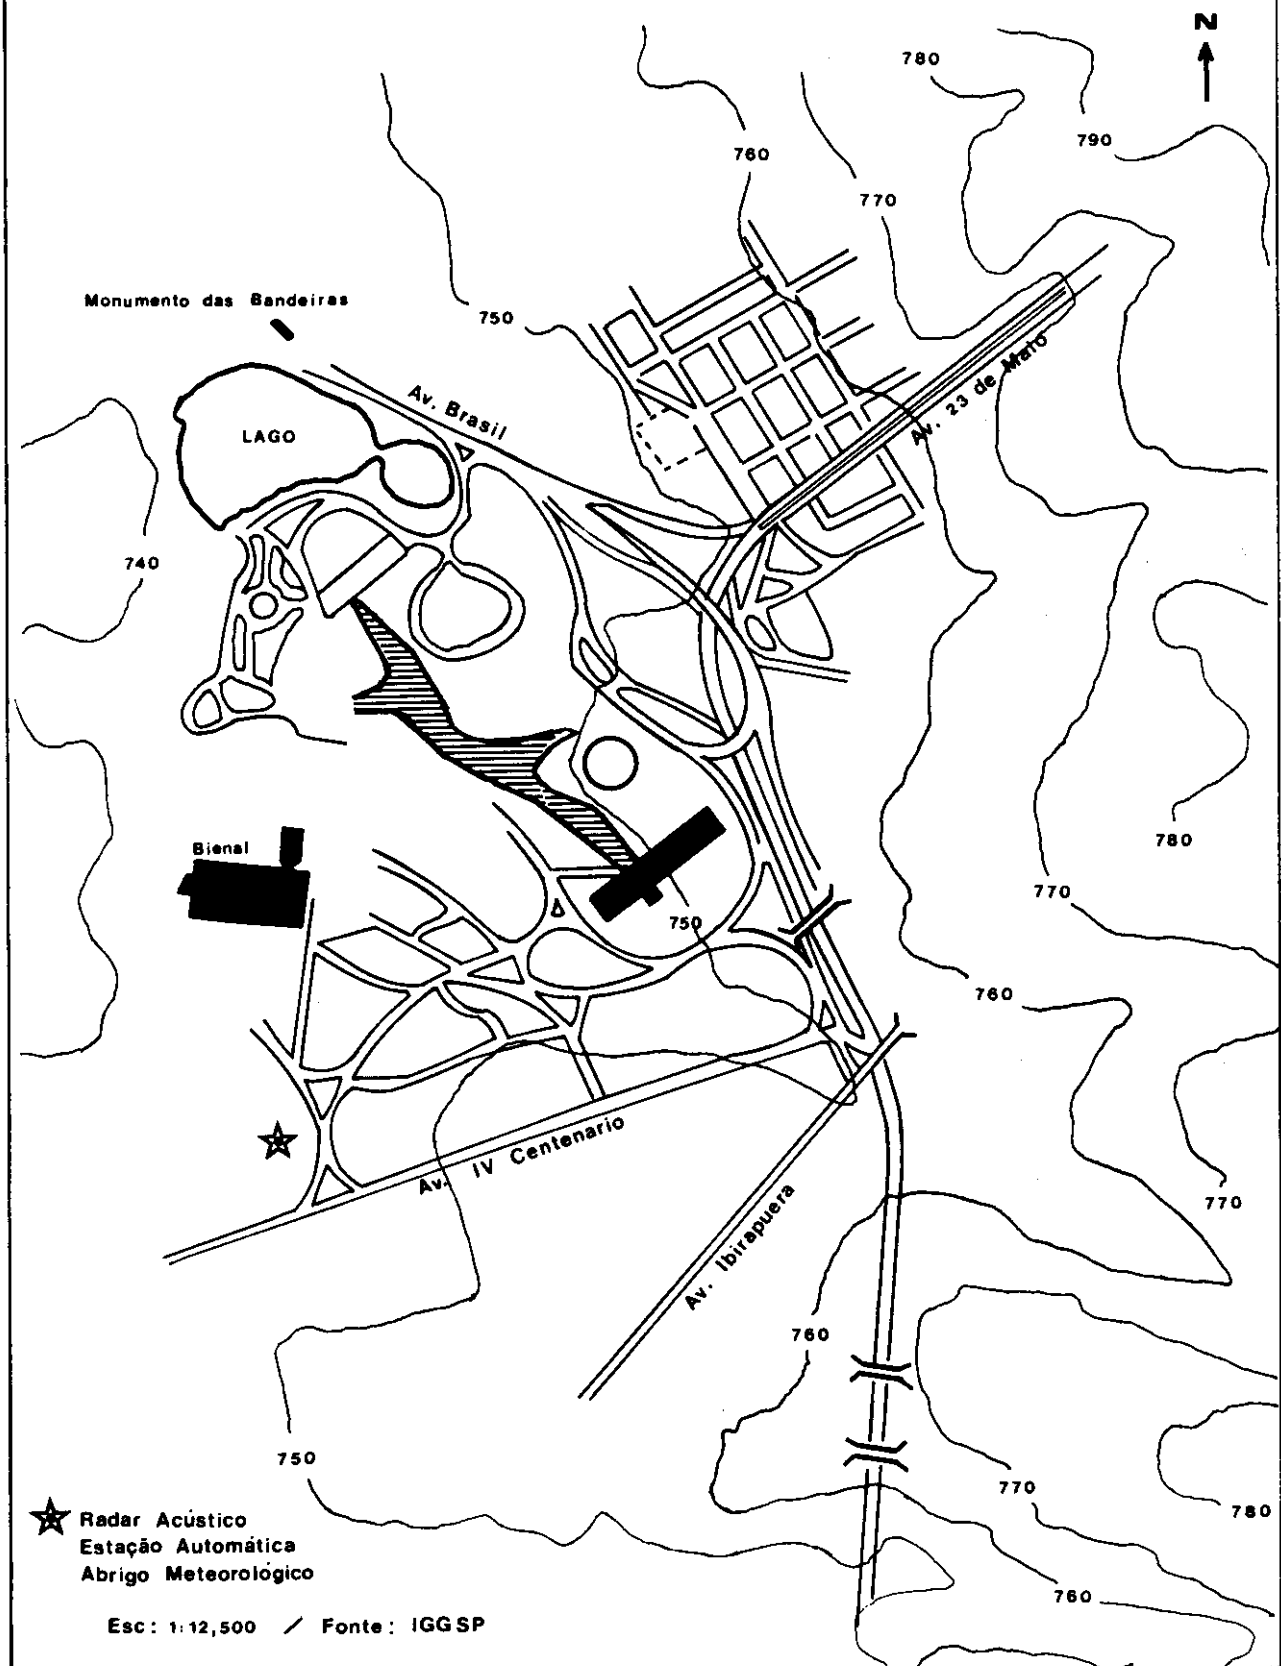 N
780
790
760
770
Monumento das Bandeiras
750
Av. Brasil
Av. 23 de Maio
LAGO
740
780
Bienal
770
750
760
770
Av. IV Centenario
Av. Ibirapuera
760
750
770
780
760
Radar Acústico
Estação Automática
Abrigo Meteorológico
Esc: 1:12,500 / Fonte: IGGSP